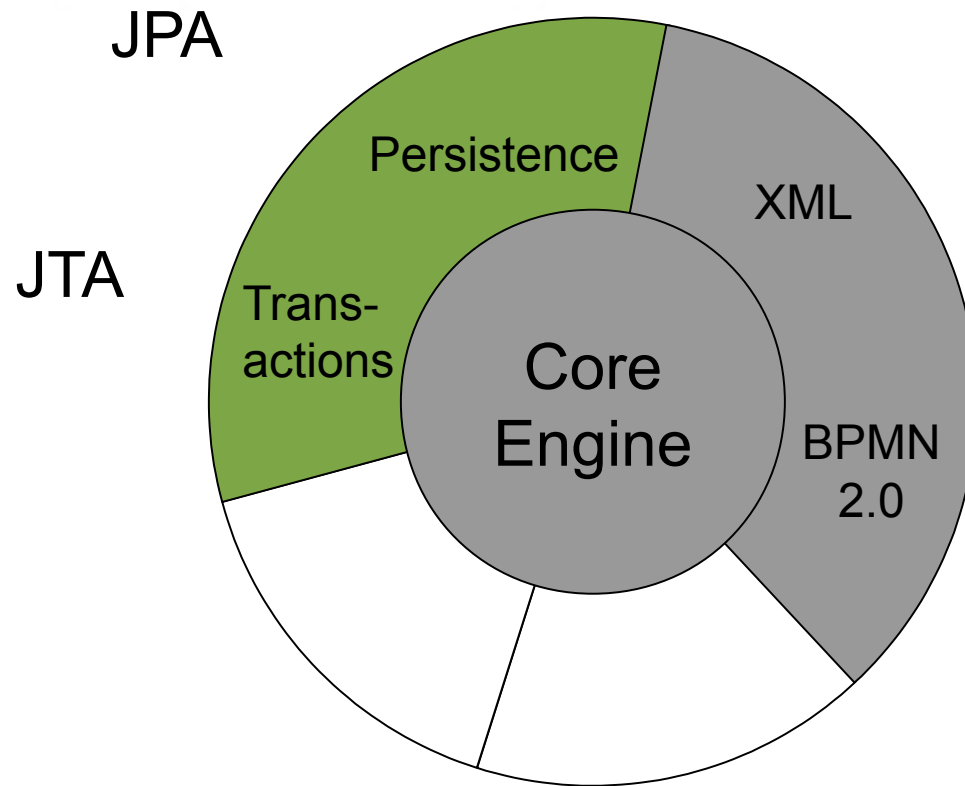 JPA
Persistence
XML
JTA
Trans-
actions
Core
Engine
BPMN
2.0